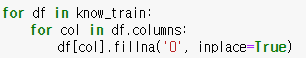 for df in know_train:
    for col in df.columns:
        df[col].fillna('0', inplace=True)